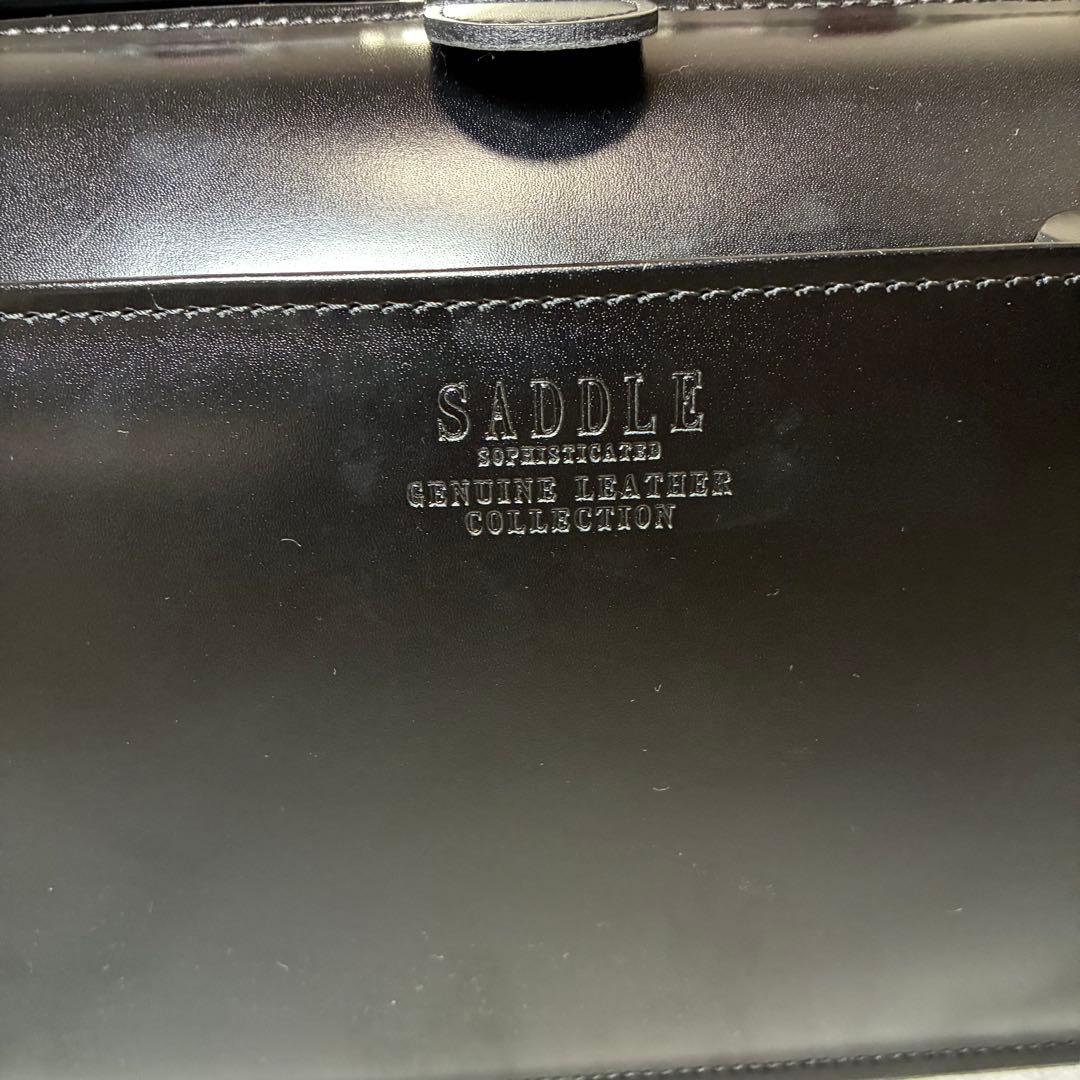 SADDLE
SOPHISTICATED
GENUINE LEATHER
COLLECTION